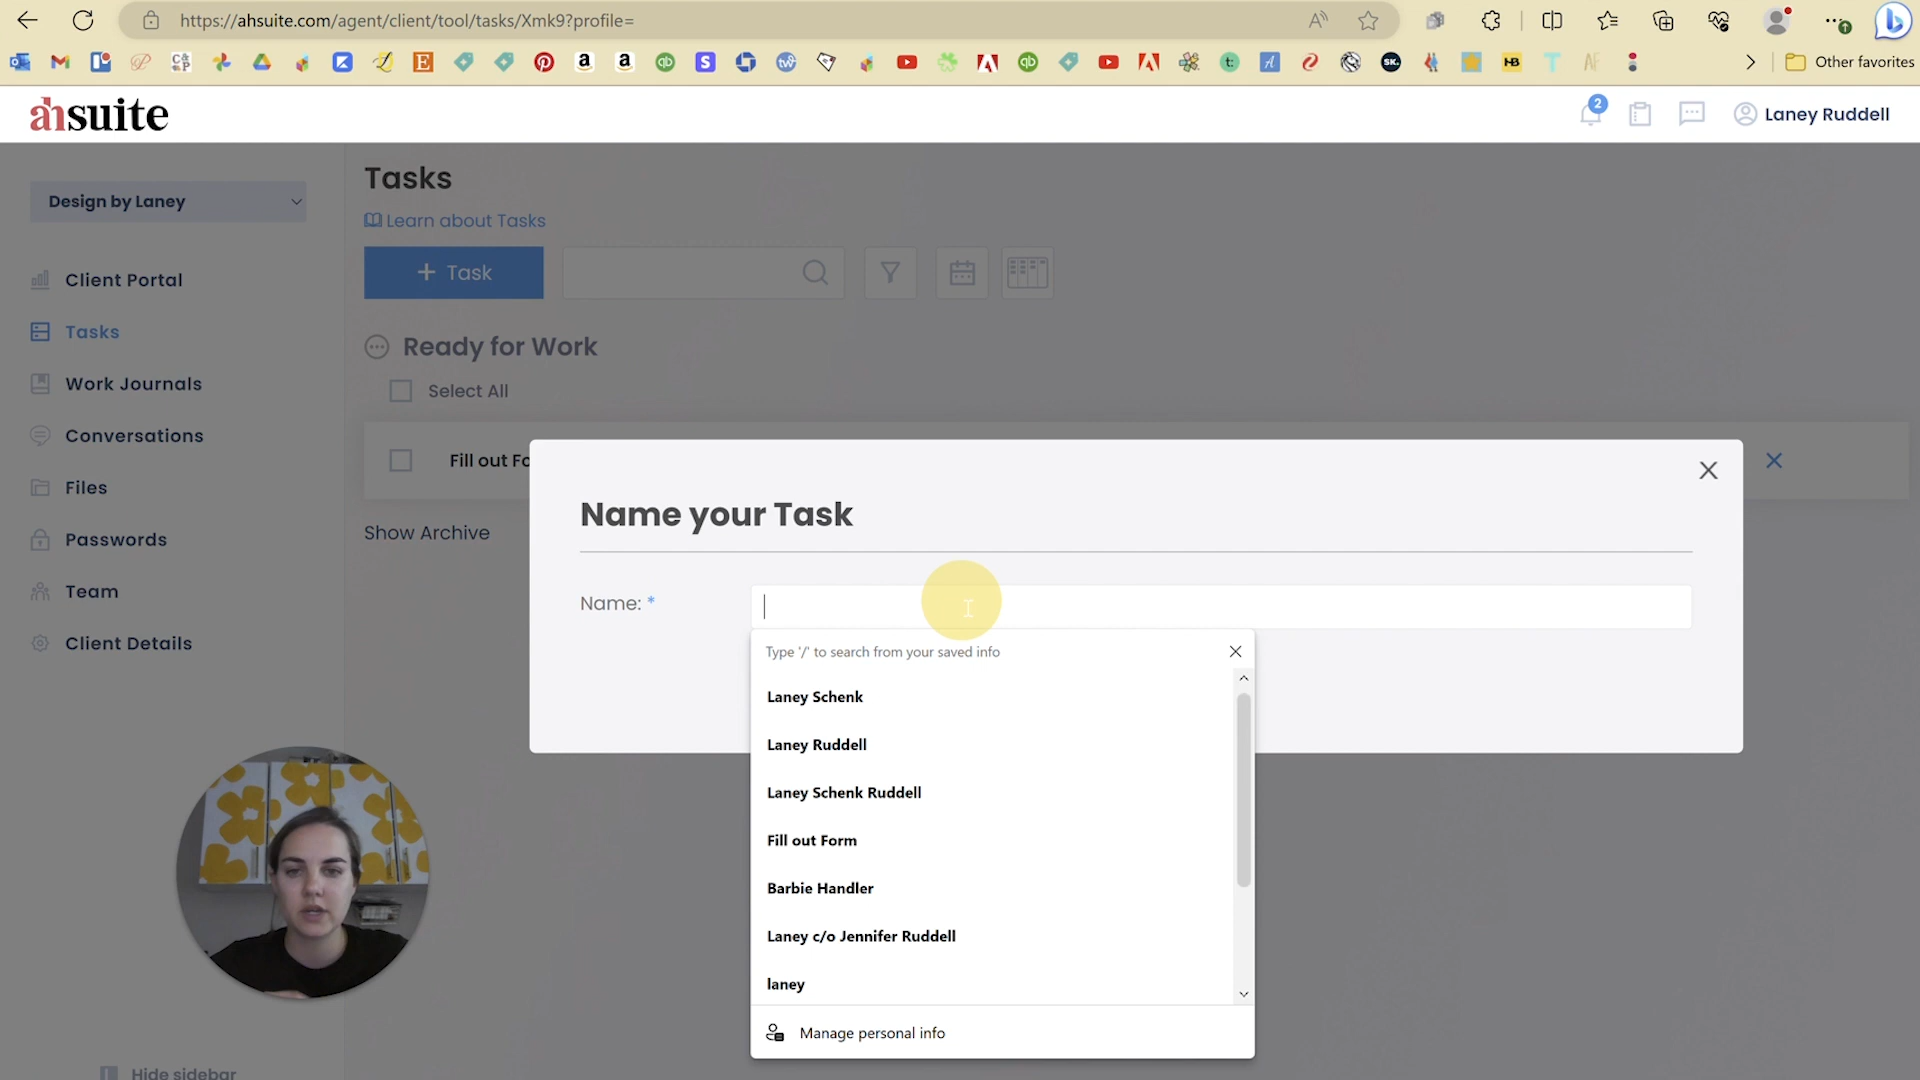 https://ahsuite.com/agent/client/tool/tasks/Xmk9?profile=
Other favorites
ahsuite
2
Laney Ruddell
Design by Laney
Client Portal
Tasks
Work Journals
Conversations
Files
Passwords
Team
Client Details
Hide sidebar
Tasks
Learn about Tasks
+ Task
Ready for Work
Select All
Fill out Fo
Show Archive
Name your Task
Name: *
Type '/' to search from your saved info
Laney Schenk
Laney Ruddell
Laney Schenk Ruddell
Fill out Form
Barbie Handler
Laney c/o Jennifer Ruddell
laney
Manage personal info